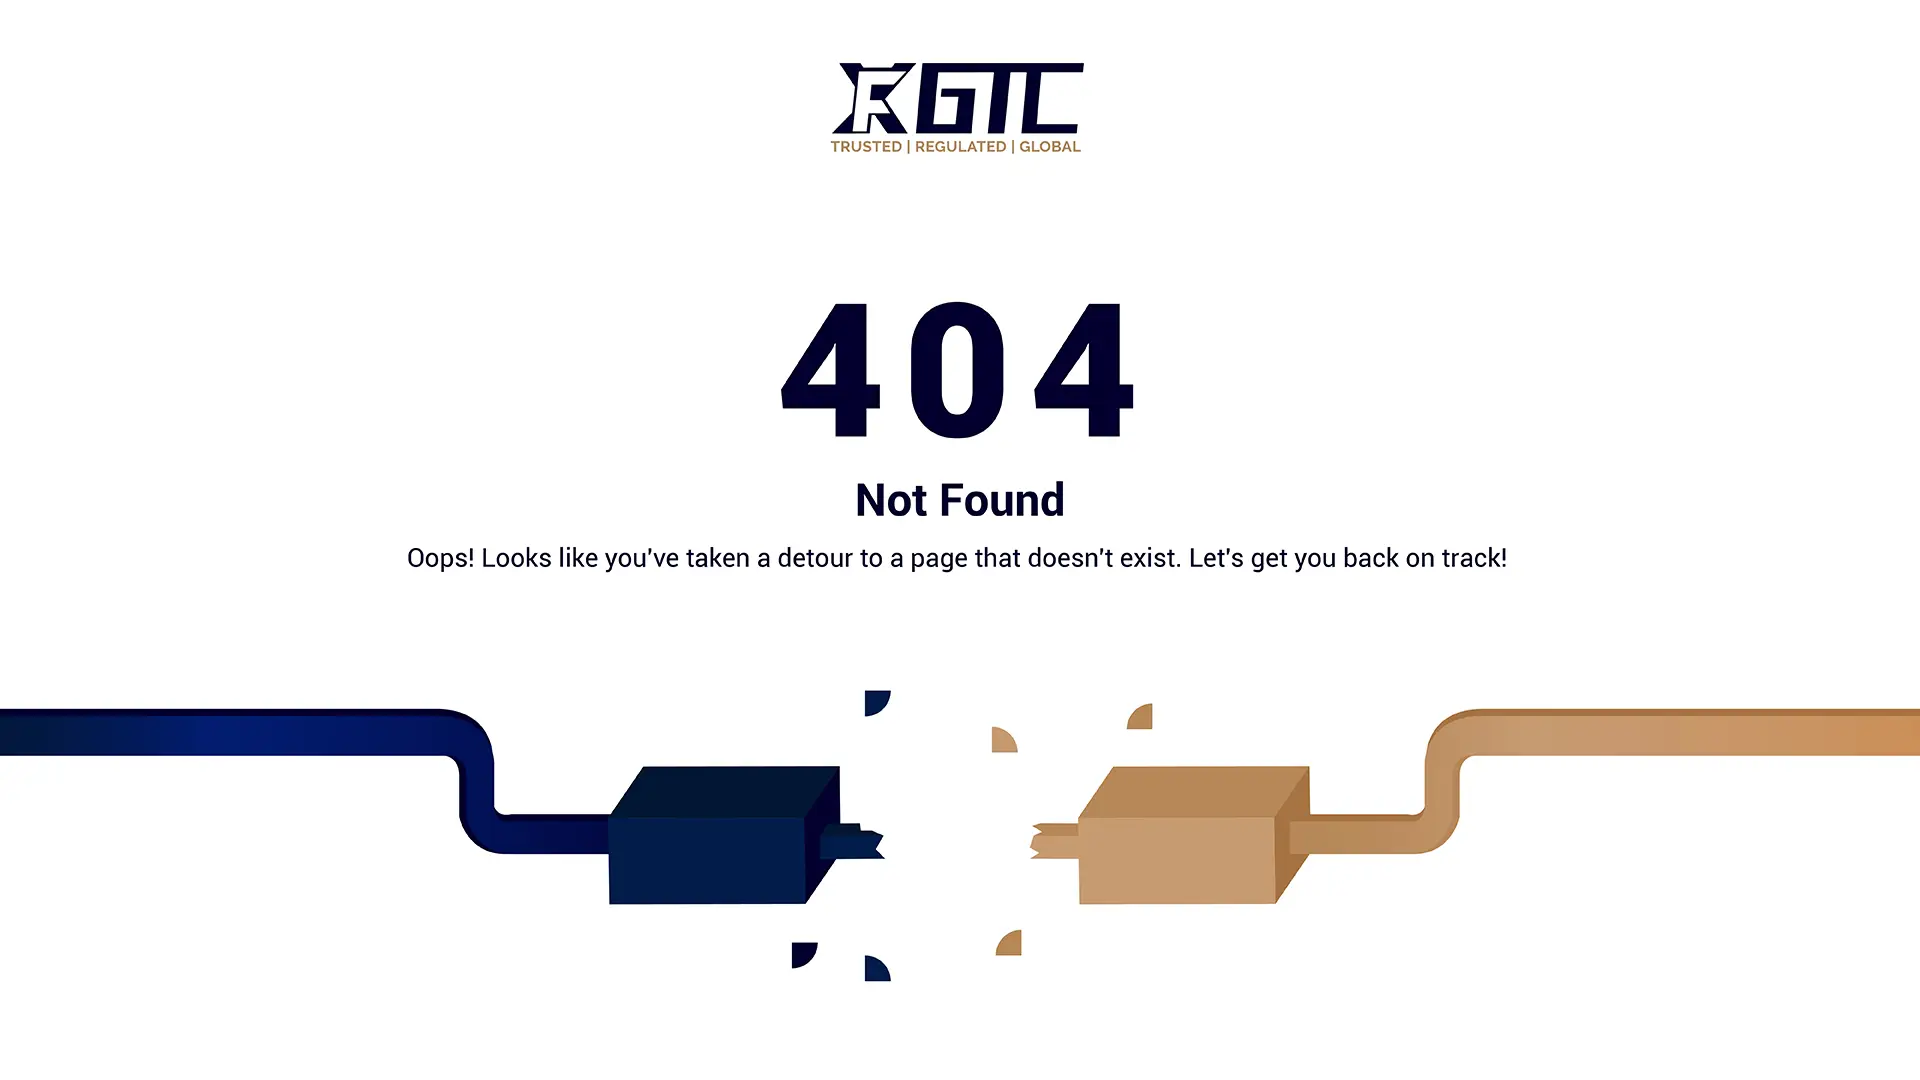 GTC
TRUSTED | REGULATED | GLOBAL
404
Not Found
Oops! Looks like you've taken a detour to a page that doesn't exist. Let's get you back on track!